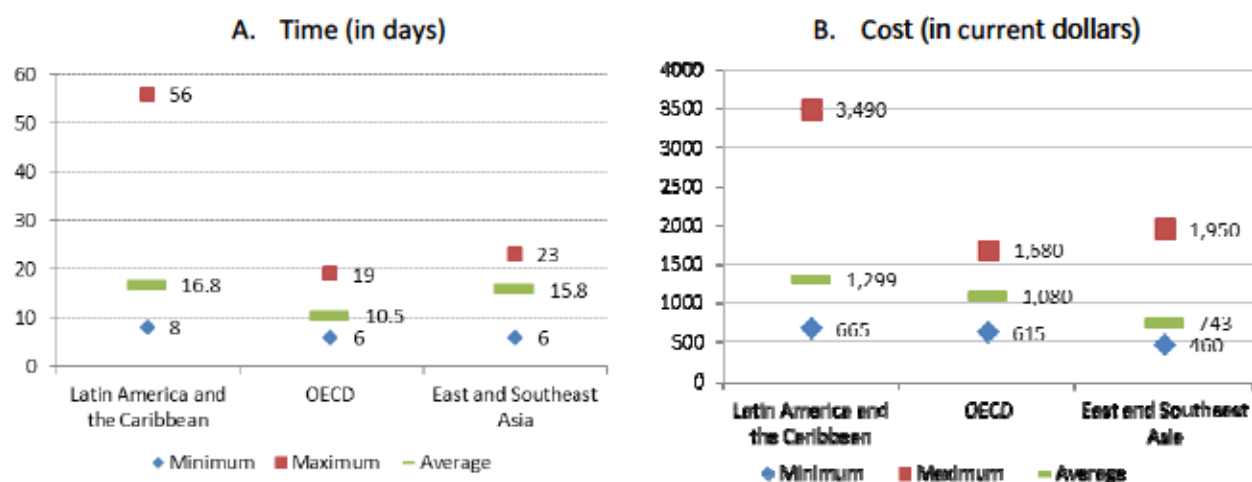 A. Time (in days)
60
50
40
30
20
10
0
56
16.8
8
19
10.5
6
23
15.8
6
Latin America and
the Caribbean
OECD
East and Southeast
Asia
Minimum Maximum Average
B. Cost (in current dollars)
4000
3500
3000
2500
2000
1500
1000
500
0
3,490
1,299
665
1,680
1,080
615
1,950
743
460
Latin America and
the Caribbean
OECD
East and Southeast
Asia
Minimum Maximum Average